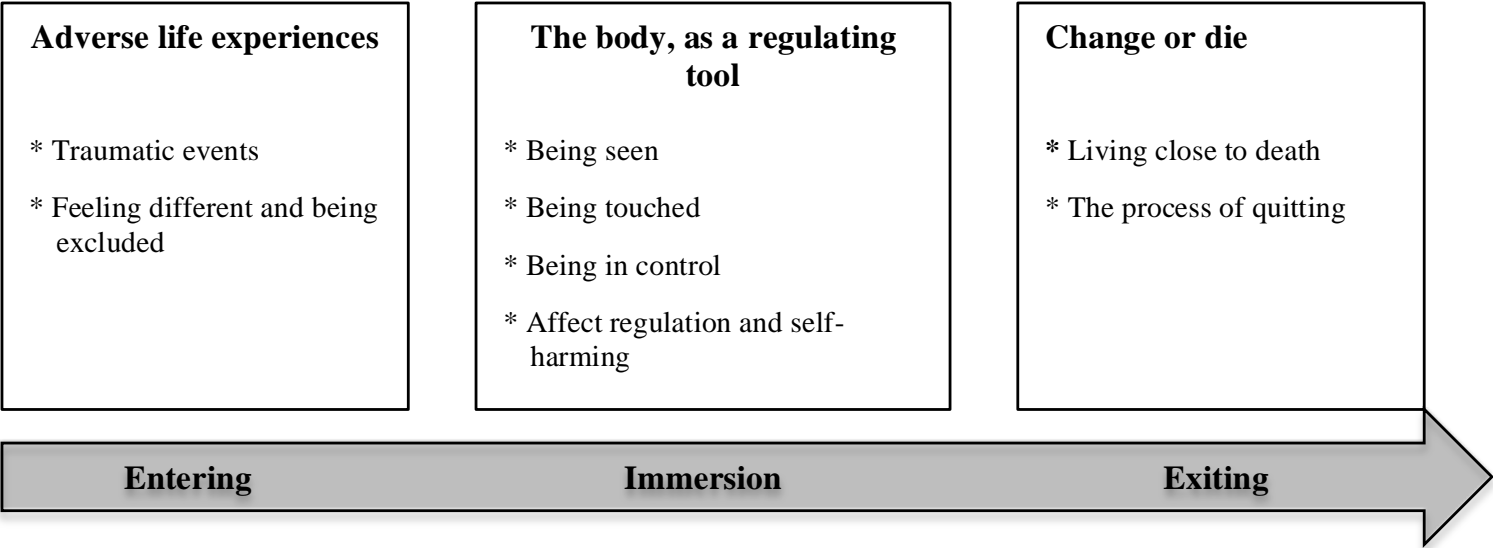 Adverse life experiences
* Traumatic events
* Feeling different and being
excluded
The body, as a regulating
tool
* Being seen
* Being touched
* Being in control
* Affect regulation and self-
harming
Change or die
* Living close to death
* The process of quitting
Entering
Immersion
Exiting